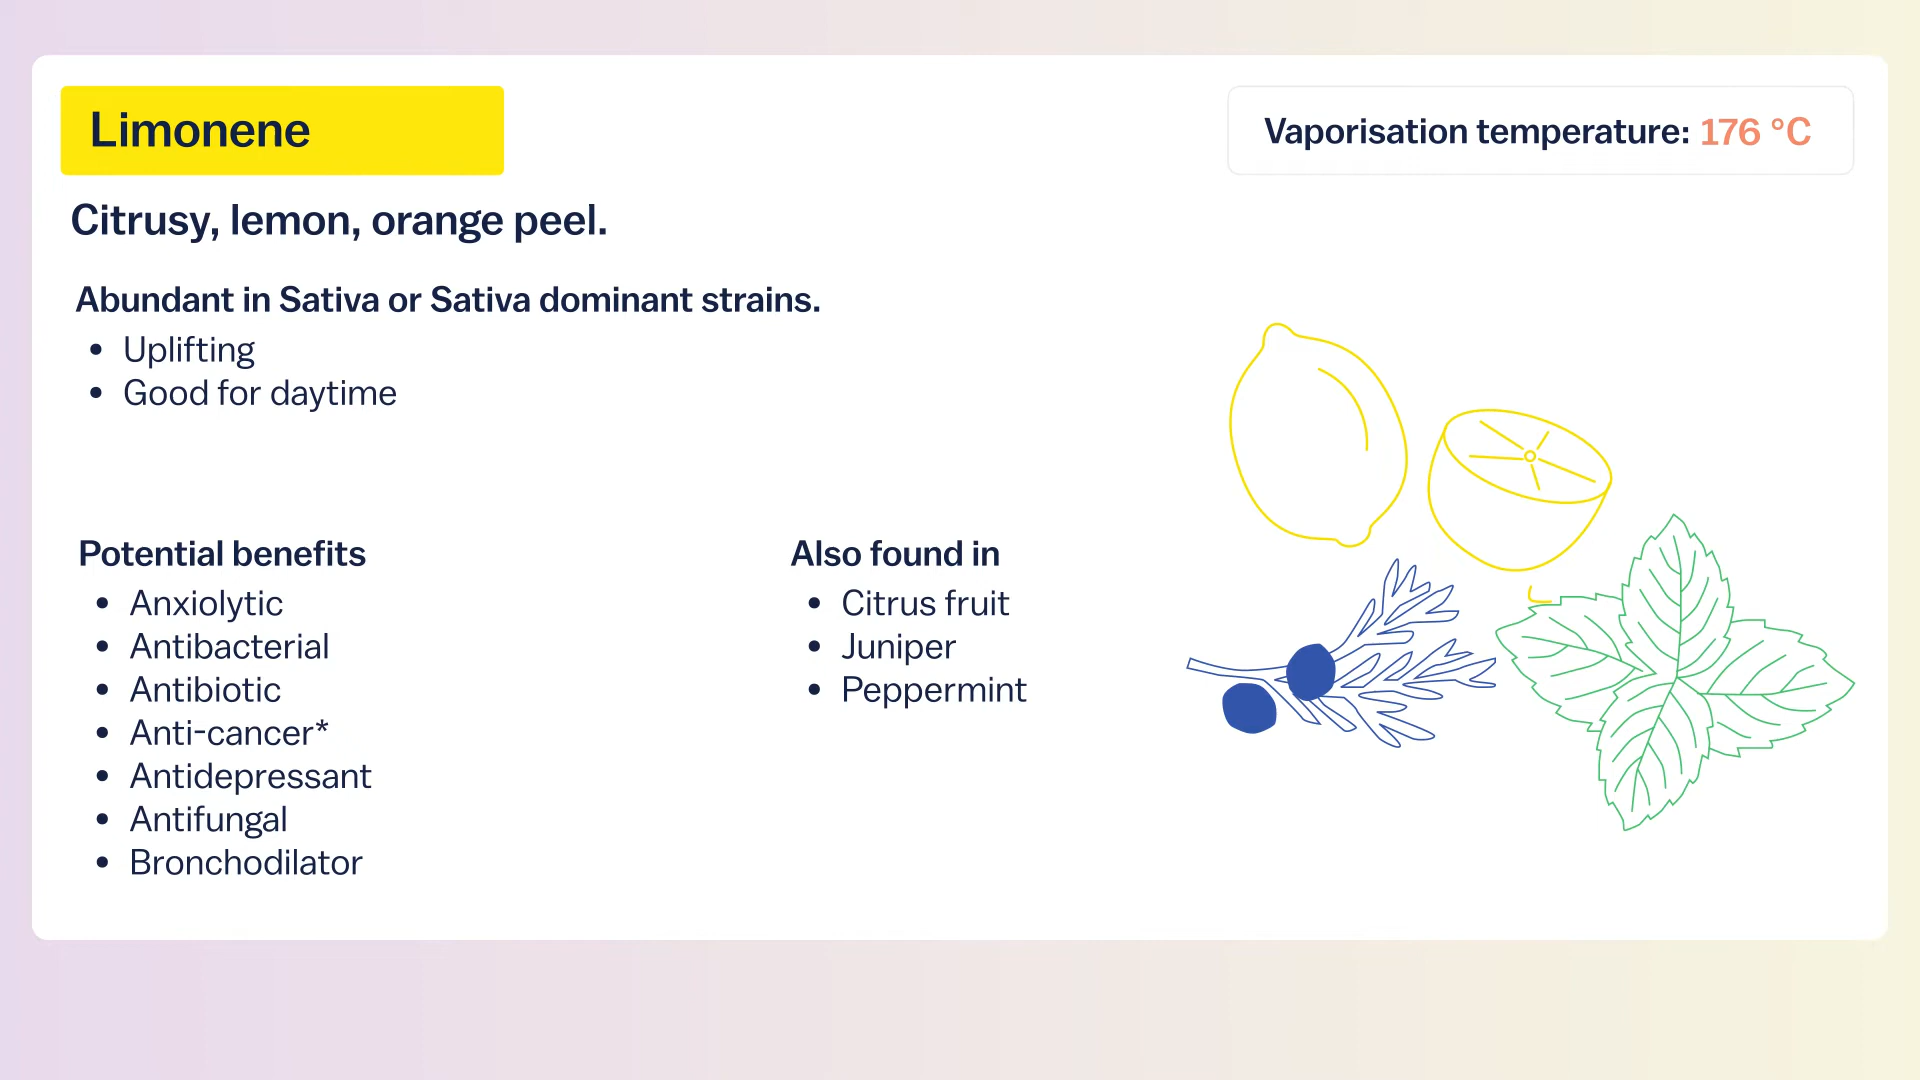 Limonene
Vaporisation temperature: 176 °C
Citrusy, lemon, orange peel.
Abundant in Sativa or Sativa dominant strains.
• Uplifting
• Good for daytime
Potential benefits
• Anxiolytic
• Antibacterial
• Antibiotic
• Anti-cancer*
• Antidepressant
• Antifungal
• Bronchodilator
Also found in
• Citrus fruit
• Juniper
• Peppermint